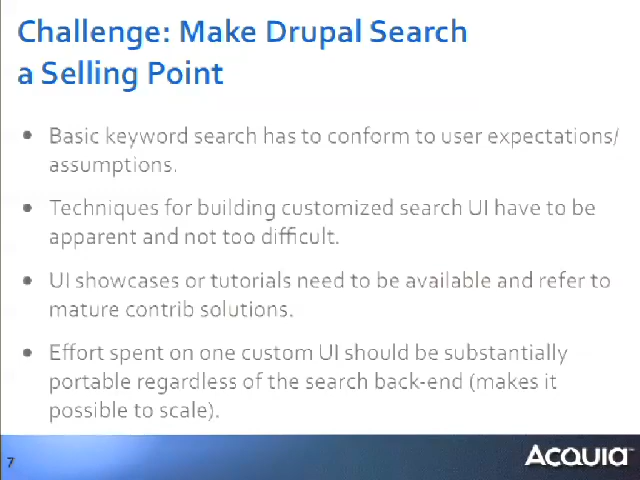 Challenge: Make Drupal Search
a Selling Point
• Basic keyword search has to conform to user expectations/
assumptions.
• Techniques for building customized search UI have to be
apparent and not too difficult.
• UI showcases or tutorials need to be available and refer to
mature contrib solutions.
• Effort spent on one custom UI should be substantially
portable regardless of the search back-end (makes it
possible to scale).
7
Acquia